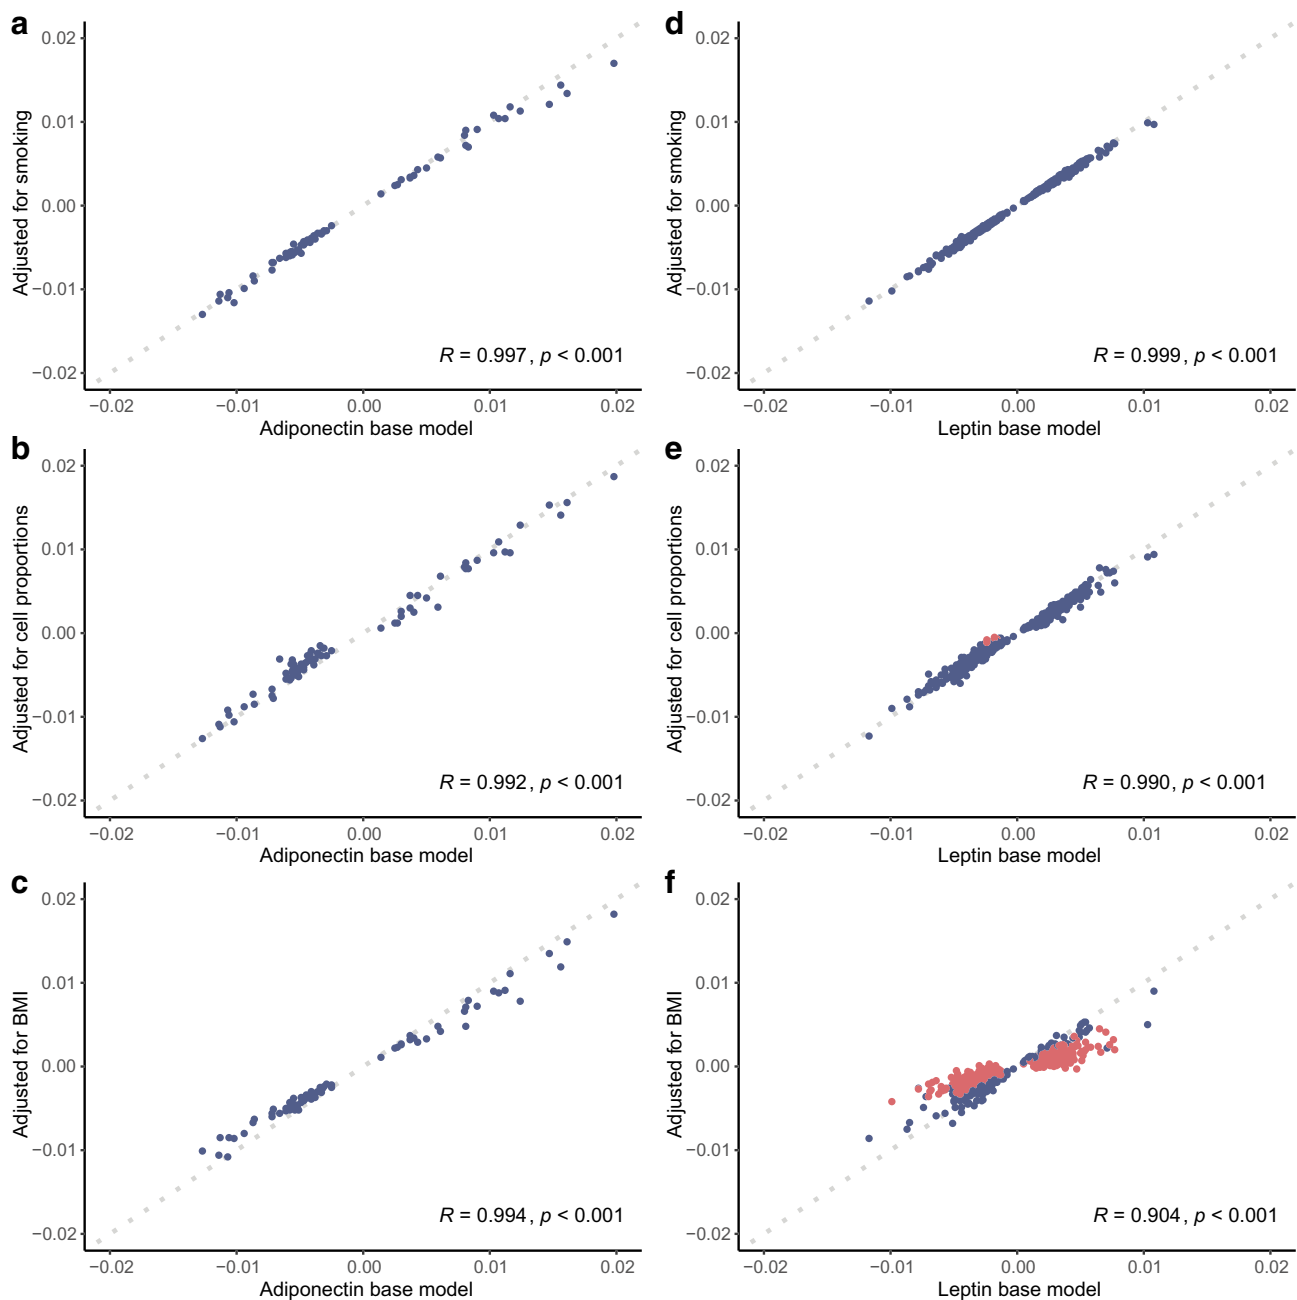 a
0.02
0.01
0.00
−0.01
−0.02
Adjusted for smoking
R = 0.997, p < 0.001
−0.02 −0.01 0.00 0.01 0.02
Adiponectin base model
d
0.02
0.01
0.00
−0.01
−0.02
Adjusted for smoking
R = 0.999, p < 0.001
−0.02 −0.01 0.00 0.01 0.02
Leptin base model
b
0.02
0.01
0.00
−0.01
−0.02
Adjusted for cell proportions
R = 0.992, p < 0.001
−0.02 −0.01 0.00 0.01 0.02
Adiponectin base model
e
0.02
0.01
0.00
−0.01
−0.02
Adjusted for cell proportions
R = 0.990, p < 0.001
−0.02 −0.01 0.00 0.01 0.02
Leptin base model
c
0.02
0.01
0.00
−0.01
−0.02
Adjusted for BMI
R = 0.994, p < 0.001
−0.02 −0.01 0.00 0.01 0.02
Adiponectin base model
f
0.02
0.01
0.00
−0.01
−0.02
Adjusted for BMI
R = 0.904, p < 0.001
−0.02 −0.01 0.00 0.01 0.02
Leptin base model